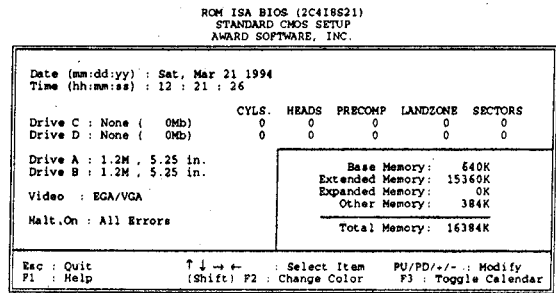 ROM ISA BIOS (2C4I8S21)
STANDARD CMOS SETUP
AWARD SOFTWARE, INC.
Date (mm:dd:yy) : Sat, Mar 21 1994
Time (hh:mm:ss) : 12 : 21 : 26
CYLS. HEADS PRECOMP LANDZONE SECTORS
Drive C : None ( 0Mb) 0 0 0 0 0
Drive D : None ( 0Mb) 0 0 0 0 0
Drive A : 1.2M , 5.25 in.
Drive B : 1.2M , 5.25 in.
Video : EGA/VGA
Halt.On : All Errors
Base Memory: 640K
Extended Memory: 15360K
Expanded Memory: 0K
Other Memory: 384K
Total Memory: 16384K
Esc : Quit ↑ ↓ → ← : Select Item PU/PD/+/- : Modify
F1 : Help (Shift) F2 : Change Color F3 : Toggle Calendar